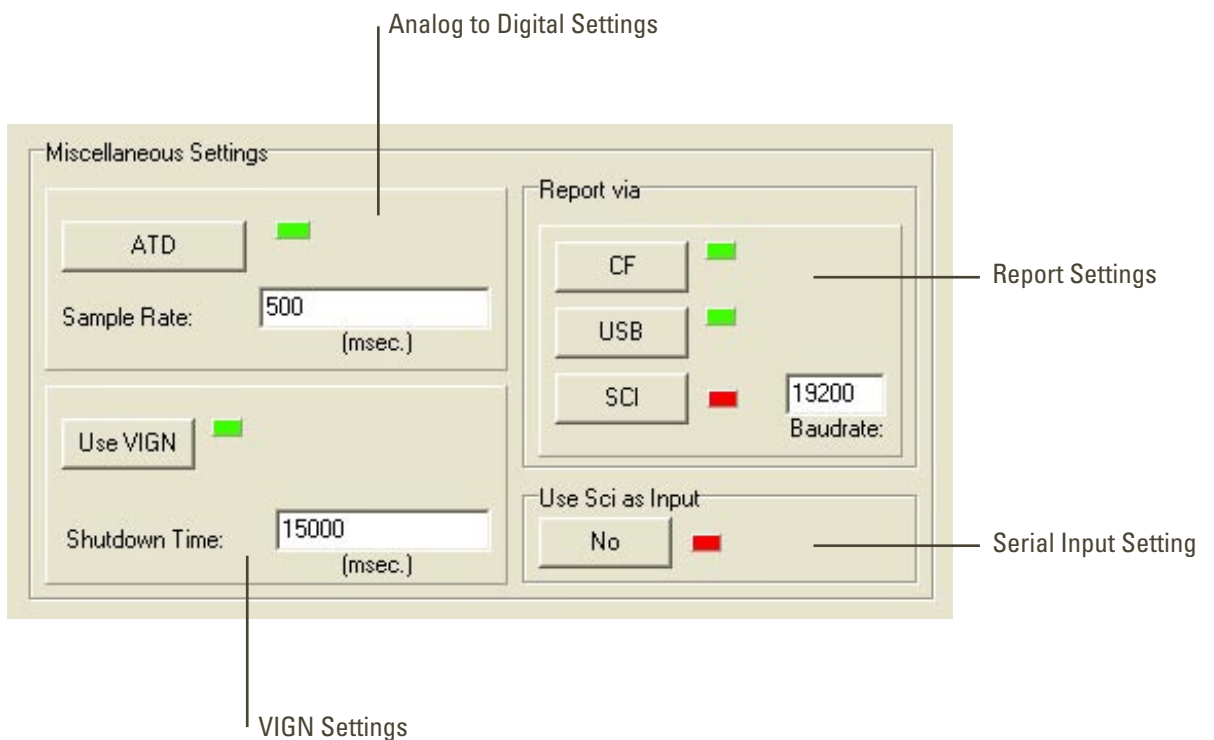 Analog to Digital Settings
Miscellaneous Settings
ATD
Sample Rate:
500
(msec.)
Use VIGN
Shutdown Time:
15000
(msec.)
Report via
CF
USB
SCI
19200
Baudrate:
Report Settings
Use Sci as Input
No
Serial Input Setting
VIGN Settings